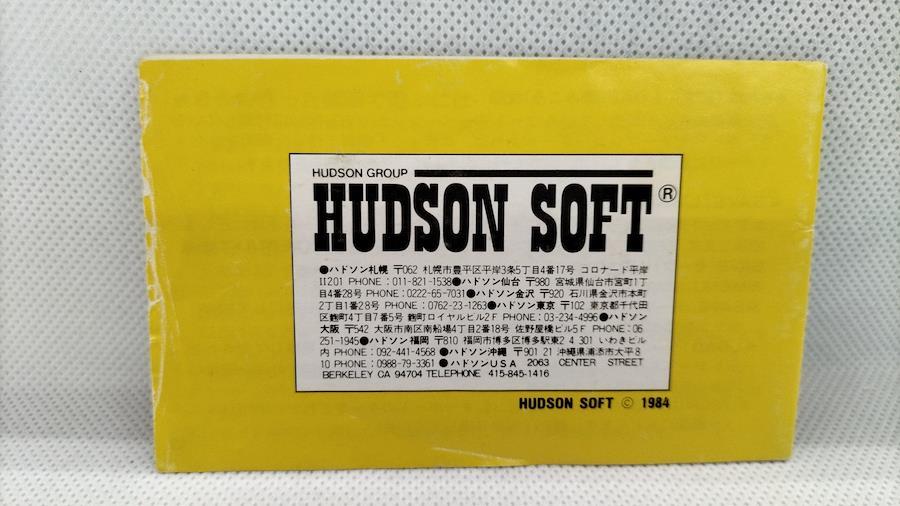 HUDSON GROUP
HUDSON SOFT®
●ハドソン札幌 〒062 札幌市豊平区平岸3条5丁目4番17号 コロナード平岸
II201 PHONE:011-821-1538●ハドソン仙台 〒980 宮城県仙台市宮町1丁
目4番28号 PHONE:0222-65-7031●ハドソン金沢 〒920 石川県金沢市本町
2丁目1番28号 PHONE:0762-23-1263●ハドソン東京 〒102 東京都千代田
区麹町4丁目7番5号 麹町ロイヤルビル2F PHONE:03-234-4996●ハドソン
大阪 〒542 大阪市南区南船場4丁目2番18号 佐野屋橋ビル5F PHONE:06
251-1945●ハドソン福岡 〒810 福岡市博多区博多駅東2 4 301 いわきビル
内 PHONE:092-441-4568 ●ハドソン沖縄 〒901 21 沖縄県浦添市大平8
10 PHONE:0988-79-3361 ●ハドソンUSA 2063 CENTER STREET
BERKELEY CA 94704 TELEPHONE 415-845-1416
HUDSON SOFT © 1984